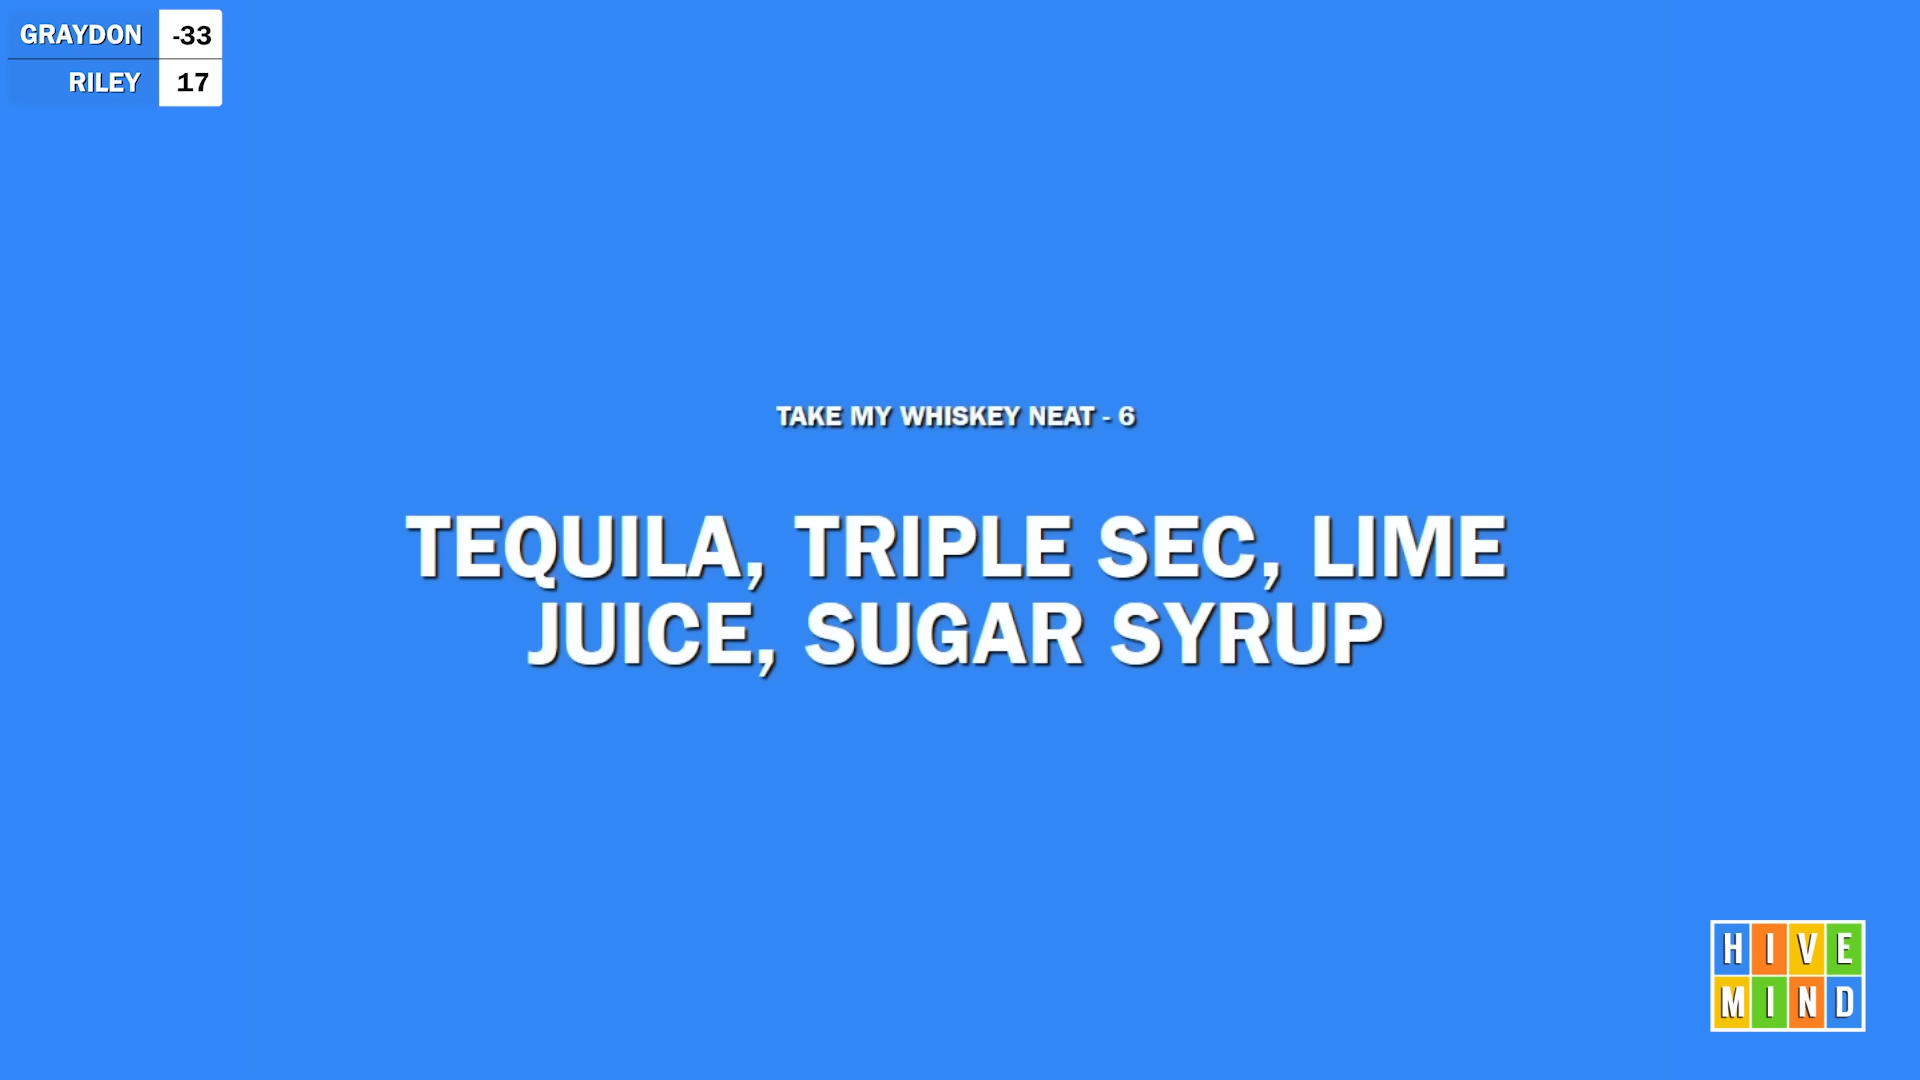 GRAYDON -33
RILEY 17
TAKE MY WHISKEY NEAT - 6
TEQUILA, TRIPLE SEC, LIME
JUICE, SUGAR SYRUP
HIVE
MIND